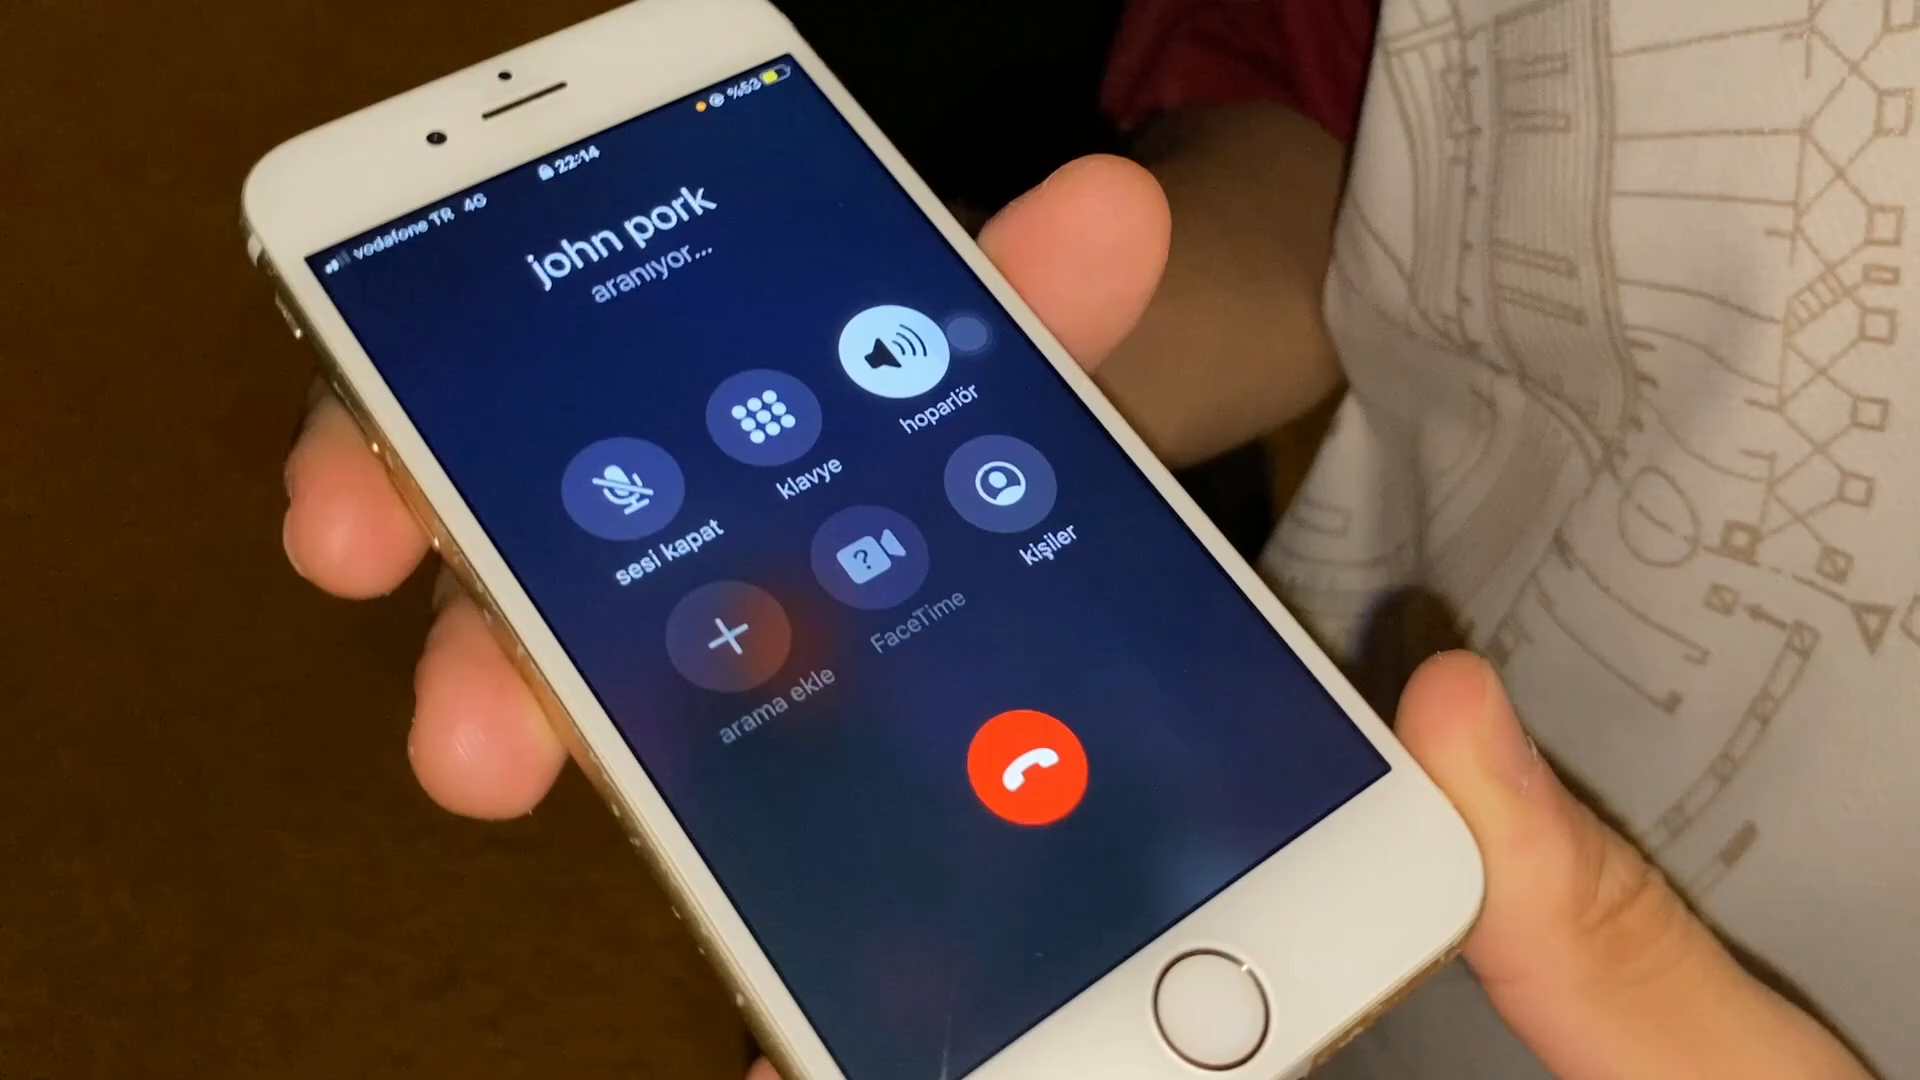 vodafone TR 4G 22:14 %53
john pork
aranıyor...
sesi kapat klavye hoparlör
arama ekle FaceTime kişiler